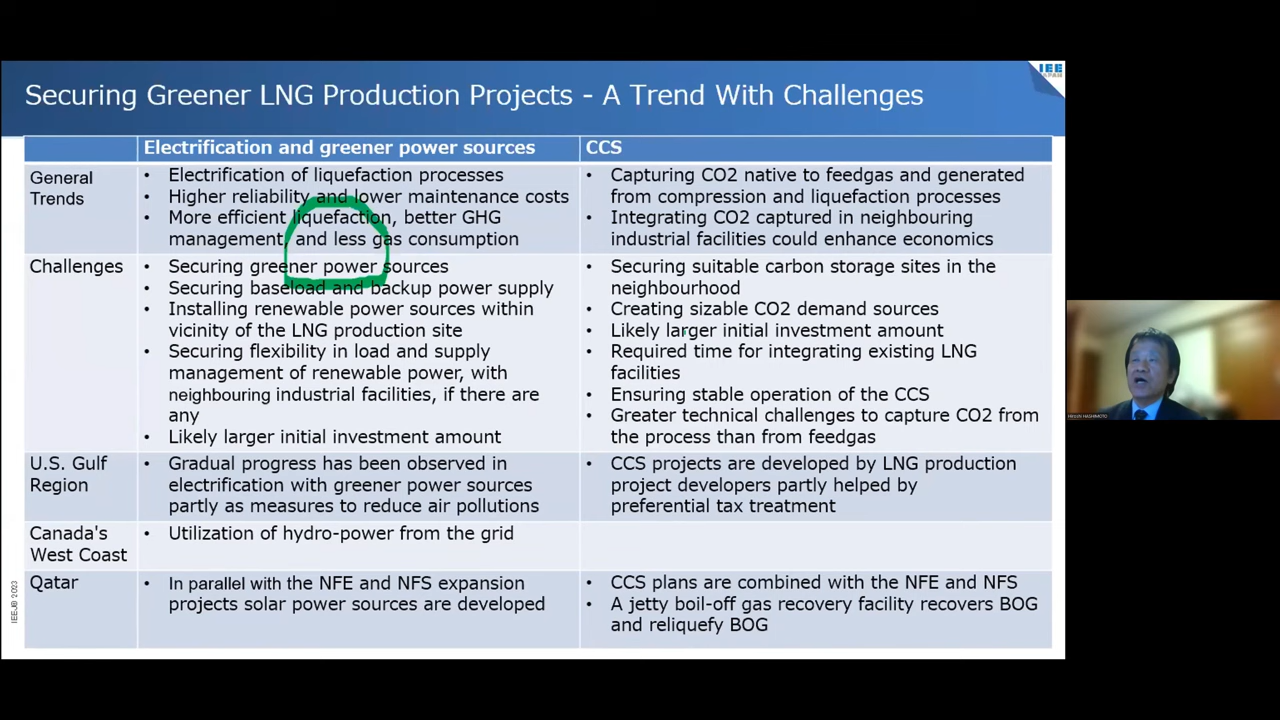 IEE
JAPAN
Securing Greener LNG Production Projects - A Trend With Challenges
Electrification and greener power sources
CCS
General
Trends
• Electrification of liquefaction processes
• Higher reliability and lower maintenance costs
• More efficient liquefaction, better GHG
management, and less gas consumption
• Capturing CO2 native to feedgas and generated
from compression and liquefaction processes
• Integrating CO2 captured in neighbouring
industrial facilities could enhance economics
Challenges
• Securing greener power sources
• Securing baseload and backup power supply
• Installing renewable power sources within
vicinity of the LNG production site
• Securing flexibility in load and supply
management of renewable power, with
neighbouring industrial facilities, if there are
any
• Likely larger initial investment amount
• Securing suitable carbon storage sites in the
neighbourhood
• Creating sizable CO2 demand sources
• Likely larger initial investment amount
• Required time for integrating existing LNG
facilities
• Ensuring stable operation of the CCS
• Greater technical challenges to capture CO2 from
the process than from feedgas
U.S. Gulf
Region
• Gradual progress has been observed in
electrification with greener power sources
partly as measures to reduce air pollutions
• CCS projects are developed by LNG production
project developers partly helped by
preferential tax treatment
Canada's
West Coast
• Utilization of hydro-power from the grid
Qatar
• In parallel with the NFE and NFS expansion
projects solar power sources are developed
• CCS plans are combined with the NFE and NFS
• A jetty boil-off gas recovery facility recovers BOG
and reliquefy BOG
IEEJ© 2023
HASHIMOTO